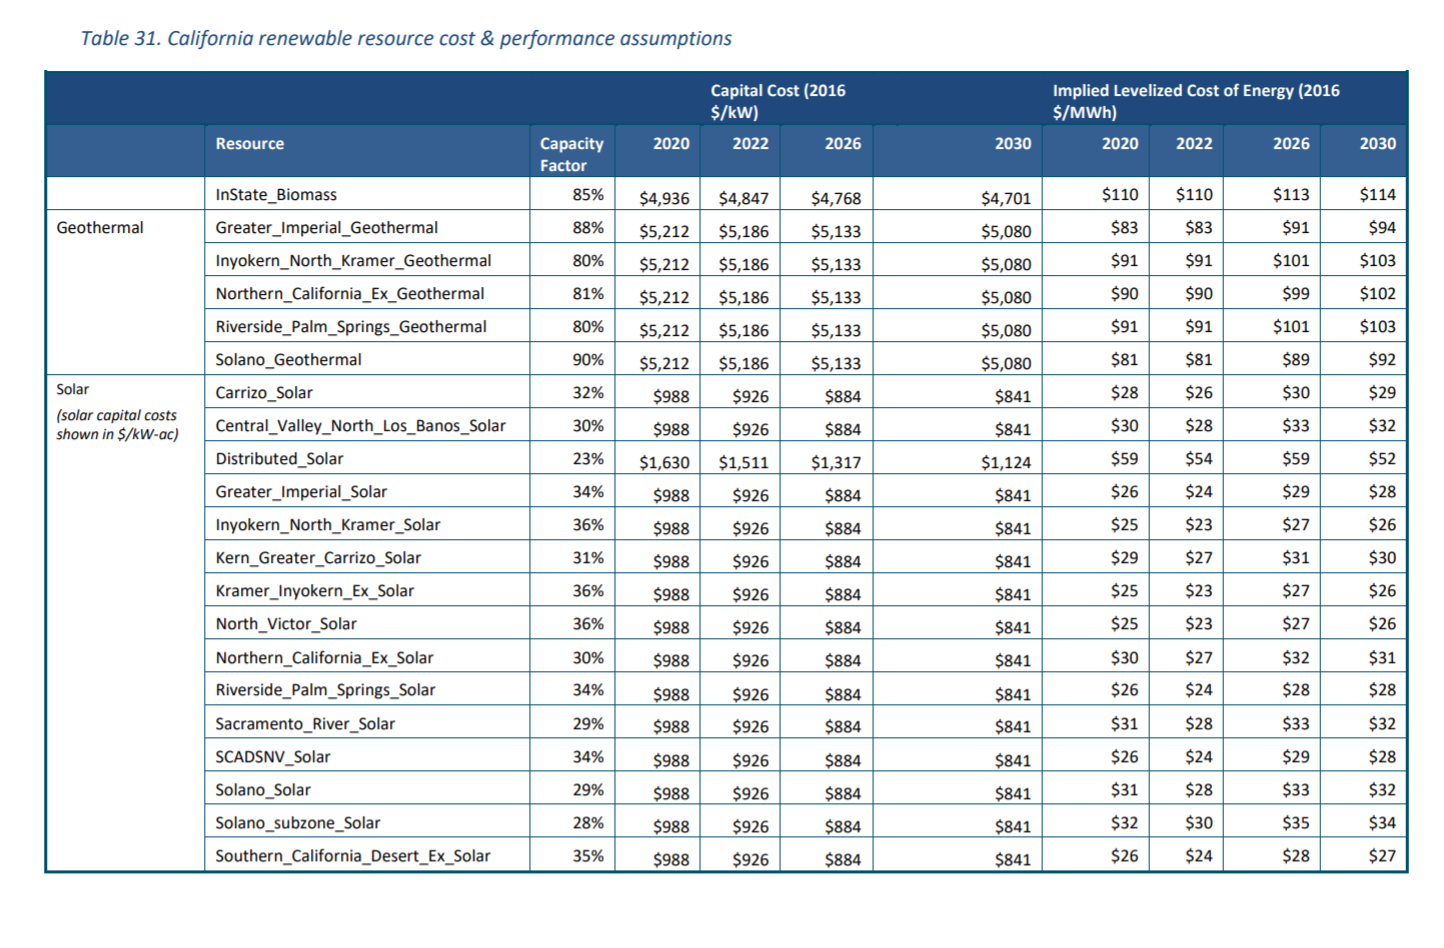 Table 31. California renewable resource cost & performance assumptions
Capital Cost (2016 $/kW) Implied Levelized Cost of Energy (2016 $/MWh)
Resource Capacity Factor 2020 2022 2026 2030 2020 2022 2026 2030
InState_Biomass 85% $4,936 $4,847 $4,768 $4,701 $110 $110 $113 $114
Geothermal Greater_Imperial_Geothermal 88% $5,212 $5,186 $5,133 $5,080 $83 $83 $91 $94
Inyokern_North_Kramer_Geothermal 80% $5,212 $5,186 $5,133 $5,080 $91 $91 $101 $103
Northern_California_Ex_Geothermal 81% $5,212 $5,186 $5,133 $5,080 $90 $90 $99 $102
Riverside_Palm_Springs_Geothermal 80% $5,212 $5,186 $5,133 $5,080 $91 $91 $101 $103
Solano_Geothermal 90% $5,212 $5,186 $5,133 $5,080 $81 $81 $89 $92
Solar Carrizo_Solar 32% $988 $926 $884 $841 $28 $26 $30 $29
(solar capital costs shown in $/kW-ac) Central_Valley_North_Los_Banos_Solar 30% $988 $926 $884 $841 $30 $28 $33 $32
Distributed_Solar 23% $1,630 $1,511 $1,317 $1,124 $59 $54 $59 $52
Greater_Imperial_Solar 34% $988 $926 $884 $841 $26 $24 $29 $28
Inyokern_North_Kramer_Solar 36% $988 $926 $884 $841 $25 $23 $27 $26
Kern_Greater_Carrizo_Solar 31% $988 $926 $884 $841 $29 $27 $31 $30
Kramer_Inyokern_Ex_Solar 36% $988 $926 $884 $841 $25 $23 $27 $26
North_Victor_Solar 36% $988 $926 $884 $841 $25 $23 $27 $26
Northern_California_Ex_Solar 30% $988 $926 $884 $841 $30 $27 $32 $31
Riverside_Palm_Springs_Solar 34% $988 $926 $884 $841 $26 $24 $28 $28
Sacramento_River_Solar 29% $988 $926 $884 $841 $31 $28 $33 $32
SCADSNV_Solar 34% $988 $926 $884 $841 $26 $24 $29 $28
Solano_Solar 29% $988 $926 $884 $841 $31 $28 $33 $32
Solano_subzone_Solar 28% $988 $926 $884 $841 $32 $30 $35 $34
Southern_California_Desert_Ex_Solar 35% $988 $926 $884 $841 $26 $24 $28 $27